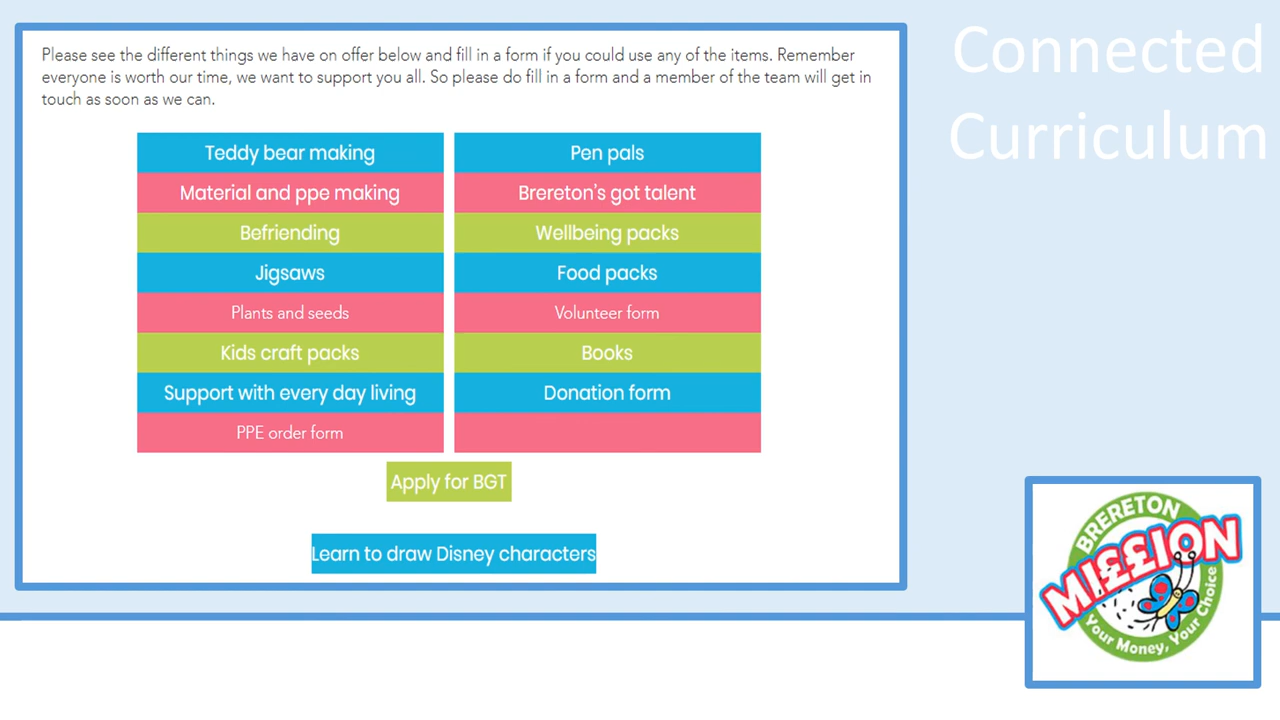 Connected
Curriculum
Please see the different things we have on offer below and fill in a form if you could use any of the items. Remember
everyone is worth our time, we want to support you all. So please do fill in a form and a member of the team will get in
touch as soon as we can.
Teddy bear making
Pen pals
Material and ppe making
Brereton's got talent
Befriending
Wellbeing packs
Jigsaws
Food packs
Plants and seeds
Volunteer form
Kids craft packs
Books
Support with every day living
Donation form
PPE order form
Apply for BGT
Learn to draw Disney characters
BRERETON
MI££ION
Your Money, Your Choice